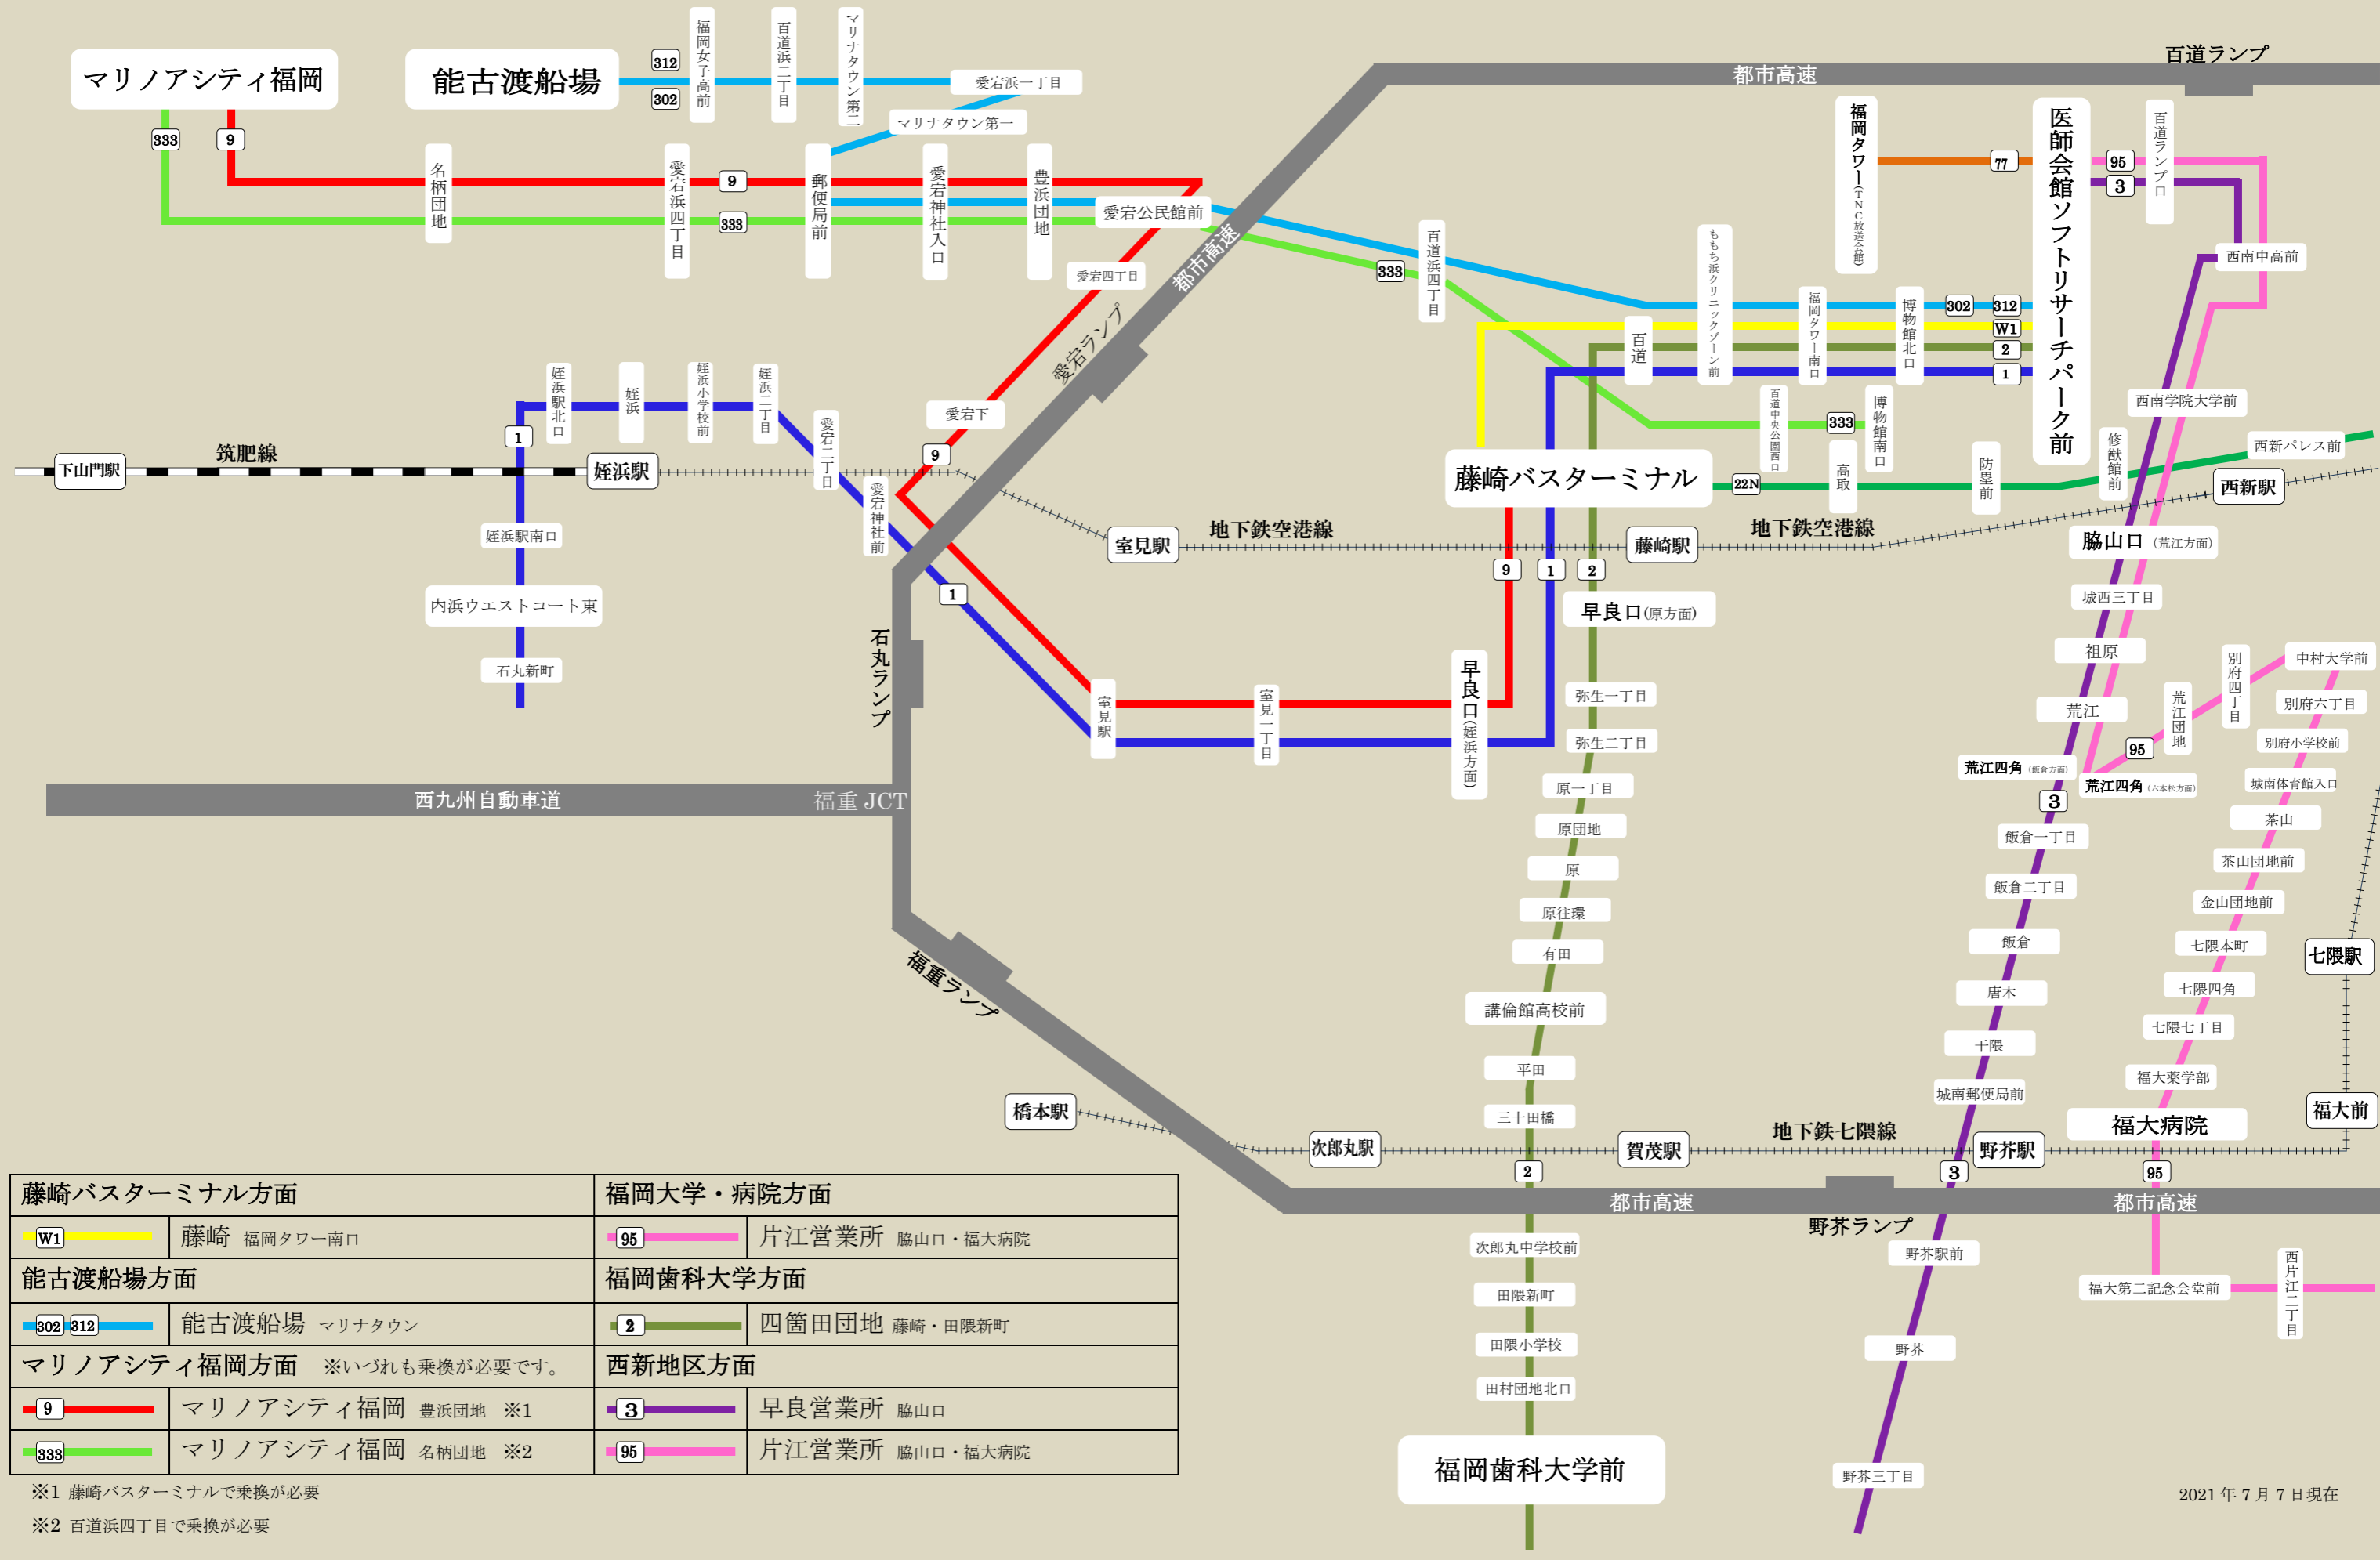 マリノアシティ福岡
能古渡船場
312
302
福岡女子高前
百道浜二丁目
マリナタウン第二
愛宕浜一丁目
マリナタウン第一
333
9
名柄団地
愛宕浜四丁目
9
333
郵便局前
愛宕神社入口
豊浜団地
愛宕公民館前
愛宕四丁目
愛宕下
9
都市高速
愛宕ランプ
都市高速
百道ランプ
333
百道浜四丁目
百道
ももち浜クリニックゾーン前
福岡タワー南口
博物館北口
302
312
W1
2
1
福岡タワー(TNC放送会館)
77
医師会館ソフトリサーチパーク前
95
3
百道ランプ口
西南中高前
西南学院大学前
修猷館前
西新パレス前
西新駅
百道中央公園西口
333
博物館南口
高取
防塁前
22N
藤崎バスターミナル
筑肥線
下山門駅
姪浜駅
1
姪浜駅北口
姪浜
姪浜小学校前
姪浜二丁目
愛宕二丁目
愛宕神社前
姪浜駅南口
内浜ウエストコート東
石丸新町
1
石丸ランプ
室見駅
地下鉄空港線
藤崎駅
地下鉄空港線
9
1
2
早良口(原方面)
早良口(姪浜方面)
室見駅
室見一丁目
弥生一丁目
弥生二丁目
原一丁目
原団地
原
原往環
有田
講倫館高校前
平田
三十田橋
脇山口(荒江方面)
城西三丁目
祖原
荒江
荒江四角(飯倉方面)
荒江四角(六本松方面)
3
95
荒江団地
別府四丁目
中村大学前
別府六丁目
別府小学校前
城南体育館入口
茶山
茶山団地前
金山団地前
七隈本町
七隈四角
七隈七丁目
福大薬学部
福大病院
七隈駅
福大前
飯倉一丁目
飯倉二丁目
飯倉
唐木
干隈
城南郵便局前
西九州自動車道
福重JCT
福重ランプ
橋本駅
次郎丸駅
賀茂駅
地下鉄七隈線
野芥駅
2
3
95
都市高速
都市高速
野芥ランプ
次郎丸中学校前
田隈新町
田隈小学校
田村団地北口
福岡歯科大学前
野芥駅前
野芥
野芥三丁目
福大第二記念会堂前
西片江二丁目
藤崎バスターミナル方面
W1 藤崎 福岡タワー南口
能古渡船場方面
302 312 能古渡船場 マリナタウン
マリノアシティ福岡方面 ※いづれも乗換が必要です。
9 マリノアシティ福岡 豊浜団地 ※1
333 マリノアシティ福岡 名柄団地 ※2
福岡大学・病院方面
95 片江営業所 脇山口・福大病院
福岡歯科大学方面
2 四箇田団地 藤崎・田隈新町
西新地区方面
3 早良営業所 脇山口
95 片江営業所 脇山口・福大病院
※1 藤崎バスターミナルで乗換が必要
※2 百道浜四丁目で乗換が必要
2021年7月7日現在